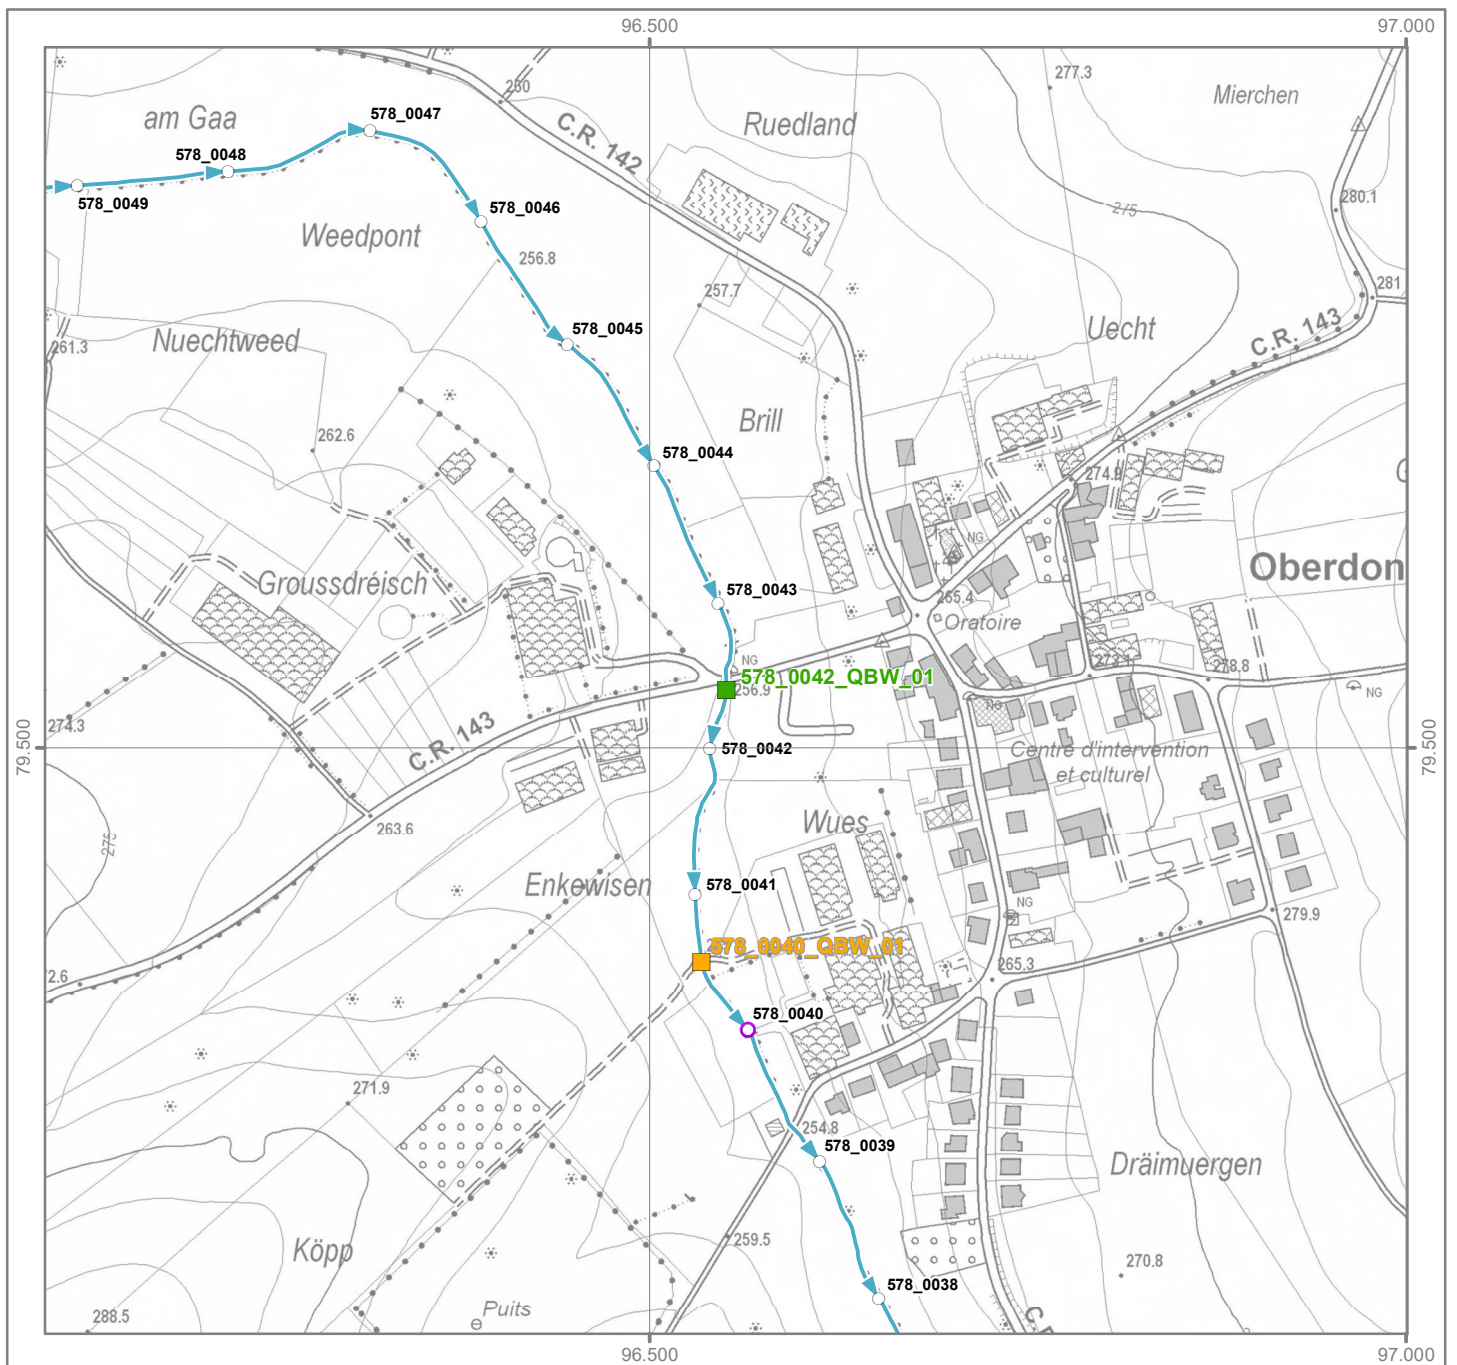 96.500
97.000
277.3
Mierchen
250
am Gaa
578_0047
C.R. 142
Ruedland
578_0048
578_0049
280.1
275
578_0046
Weedpont
256.8
257.7
281
Nuechtweed
578_0045
261.3
Uecht
C.R. 143
Brill
262.6
578_0044
274.8
NG
Groussdréisch
Oberdon
578_0043
265.4
Oratoire
NG
578_0042_QBW_01
256.9
273.1
278.8
NG
NG
274.3
C.R. 143
79.500
578_0042
Centre d'intervention
et culturel
79.500
263.6
275
Wues
Enkewisen
578_0041
NG
279.9
578_0040_QBW_01
265.3
2.6
578_0040
271.9
254.8
578_0039
Dräimuergen
Köpp
259.5
270.8
578_0038
288.5
Puits
96.500
97.000